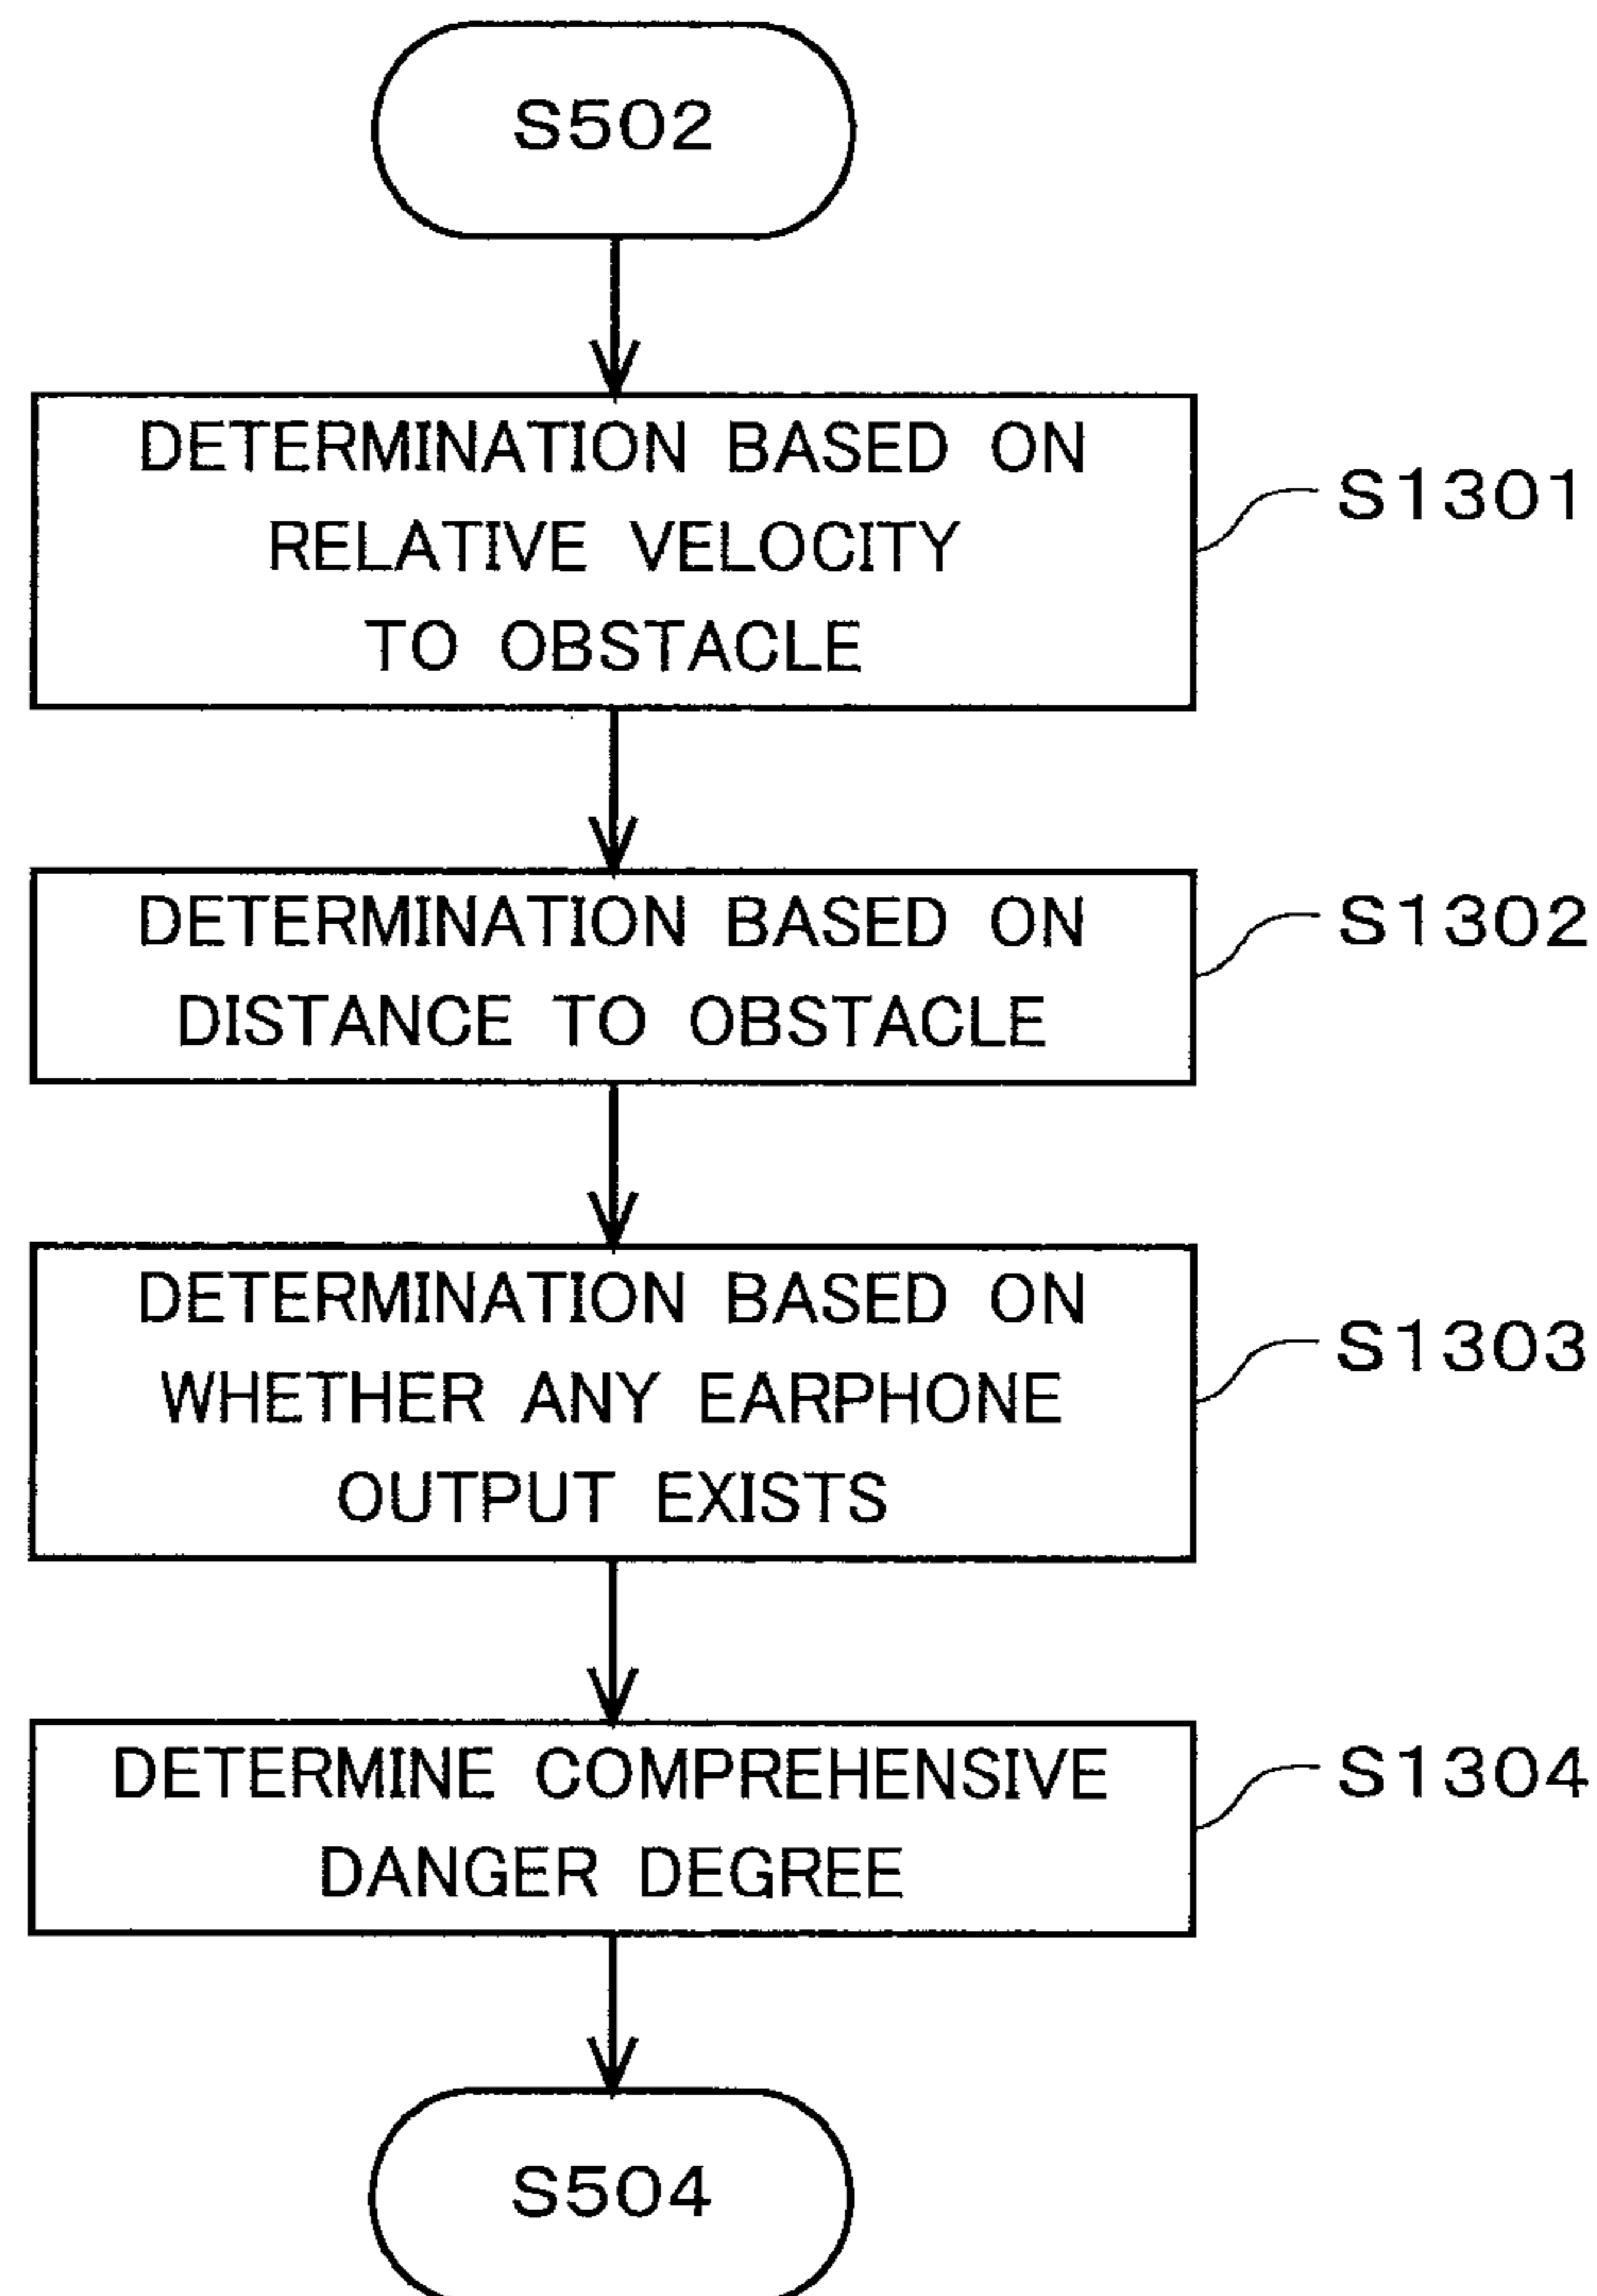 S502
DETERMINATION BASED ON
RELATIVE VELOCITY
TO OBSTACLE
S1301
DETERMINATION BASED ON
DISTANCE TO OBSTACLE
S1302
DETERMINATION BASED ON
WHETHER ANY EARPHONE
OUTPUT EXISTS
S1303
DETERMINE COMPREHENSIVE
DANGER DEGREE
S1304
S504